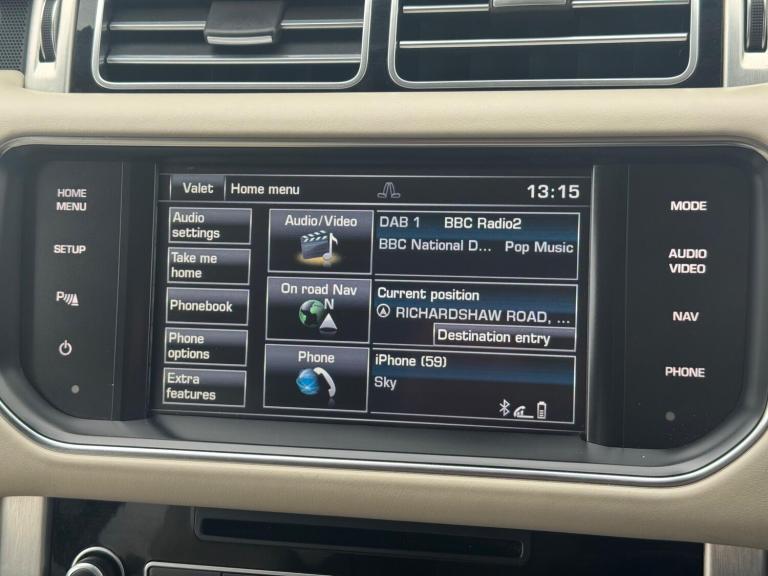 HOME
MENU
SETUP
P
Valet
Home menu
13:15
Audio
settings
Take me
home
Phonebook
Phone
options
Extra
features
Audio/Video
On road Nav
N
Phone
DAB 1 BBC Radio2
BBC National D... Pop Music
Current position
RICHARDSHAW ROAD, ...
Destination entry
iPhone (59)
Sky
MODE
AUDIO
VIDEO
NAV
PHONE